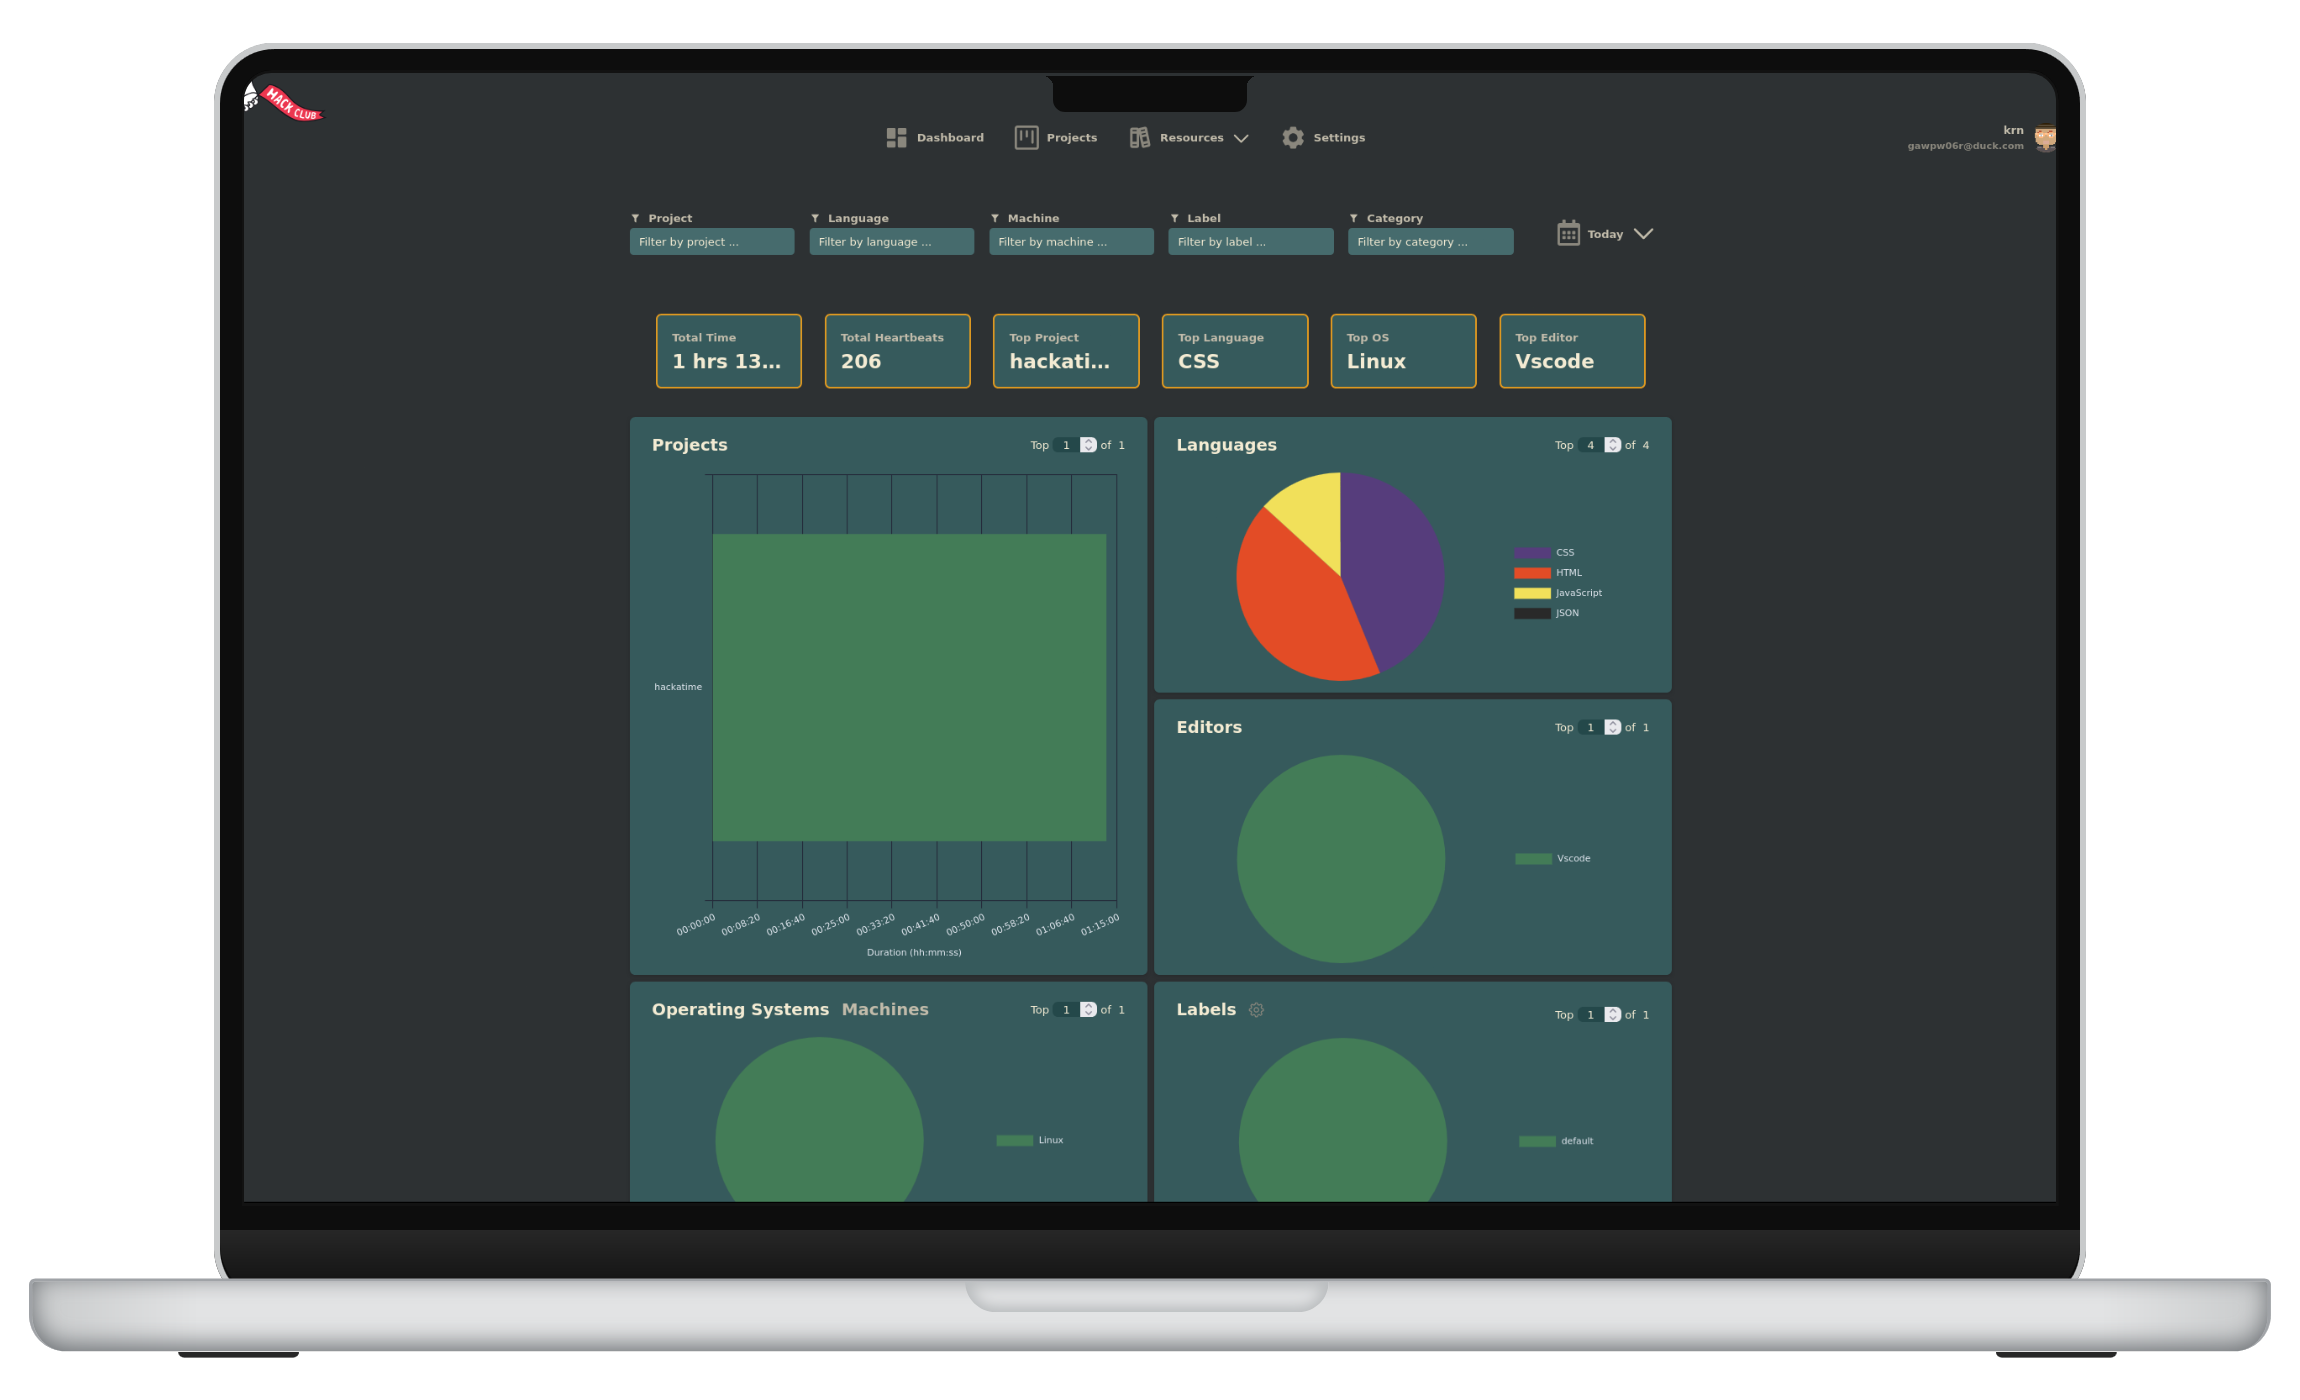 HACK CLUB
Dashboard Projects Resources Settings
krn
gawpw06r@duck.com
Project Language Machine Label Category
Filter by project ... Filter by language ... Filter by machine ... Filter by label ... Filter by category ...
Today
Total Time Total Heartbeats Top Project Top Language Top OS Top Editor
1 hrs 13... 206 hackati... CSS Linux Vscode
Projects Top 1 of 1
hackatime
00:00:00 00:08:20 00:16:40 00:25:00 00:33:20 00:41:40 00:50:00 00:58:20 01:06:40 01:15:00
Duration (hh:mm:ss)
Languages Top 4 of 4
CSS
HTML
JavaScript
JSON
Editors Top 1 of 1
Vscode
Operating Systems Machines Top 1 of 1
Linux
Labels Top 1 of 1
default